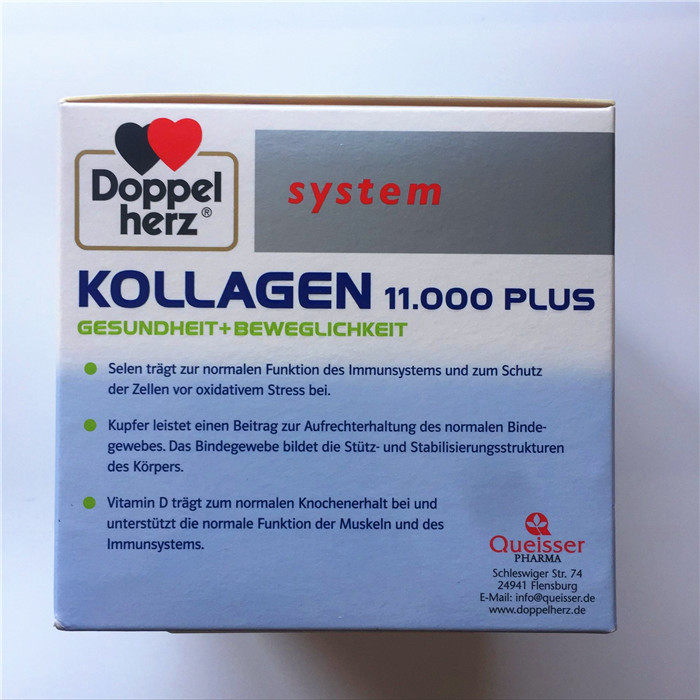 Doppel
herz®
system
KOLLAGEN 11.000 PLUS
GESUNDHEIT+BEWEGLICHKEIT
Selen trägt zur normalen Funktion des Immunsystems und zum Schutz
der Zellen vor oxidativem Stress bei.
Kupfer leistet einen Beitrag zur Aufrechterhaltung des normalen Binde-
gewebes. Das Bindegewebe bildet die Stütz- und Stabilisierungsstrukturen
des Körpers.
Vitamin D trägt zum normalen Knochenerhalt bei und
unterstützt die normale Funktion der Muskeln und des
Immunsystems.
Queisser
PHARMA
Schleswiger Str. 74
24941 Flensburg
E-Mail: info@queisser.de
www.doppelherz.de